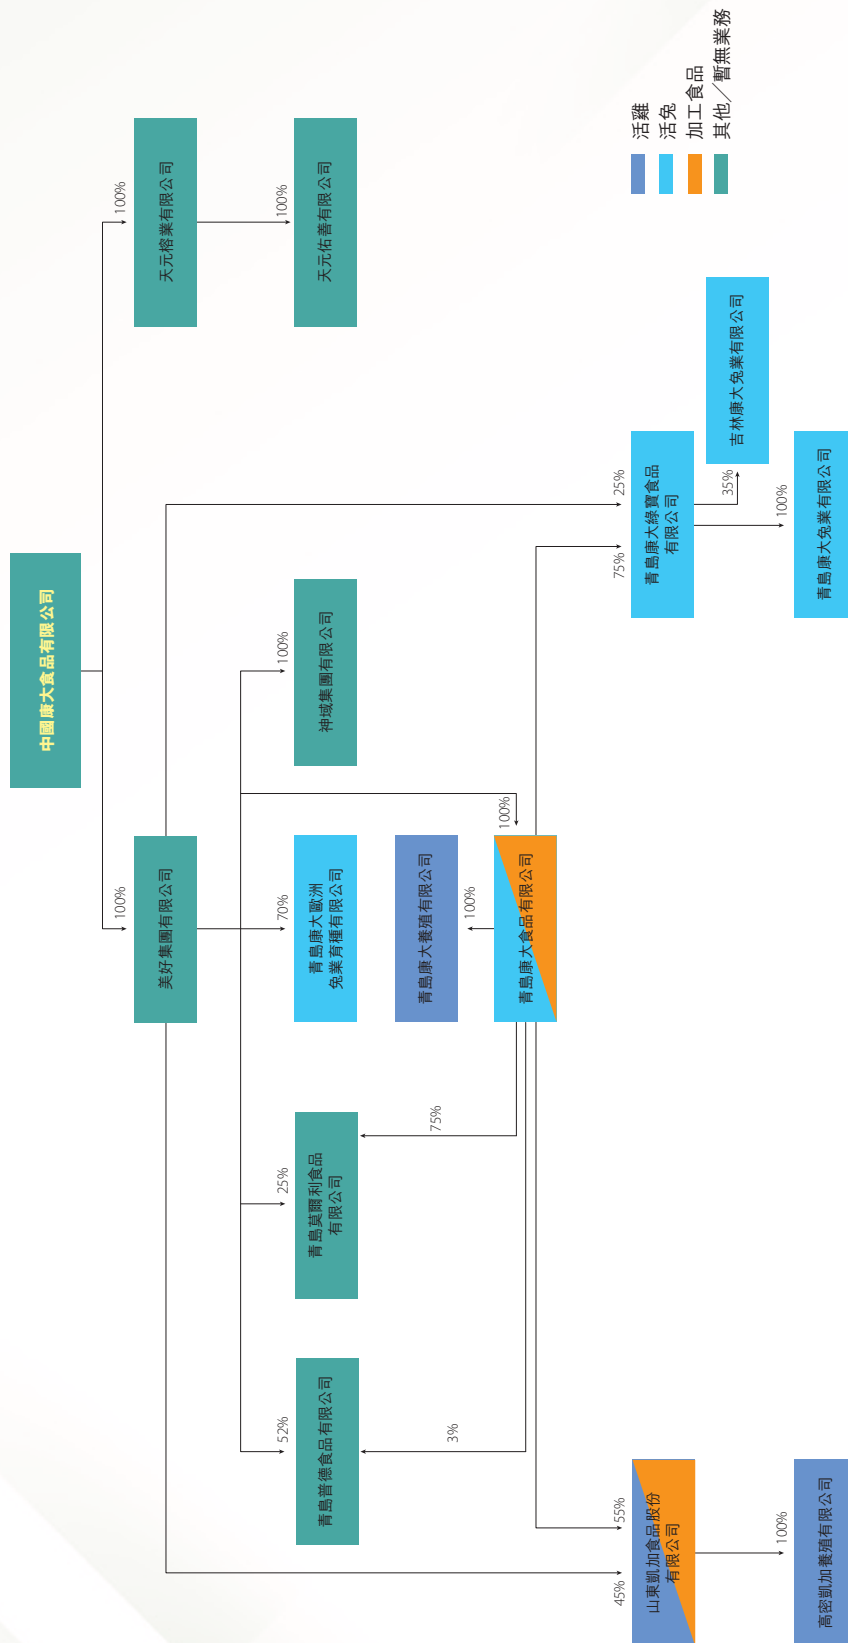 中國康大食品有限公司
100%
美好集團有限公司
100%
天元榕業有限公司
100%
天元佑善有限公司
52%
青島普德食品有限公司
25%
青島莫爾利食品
有限公司
70%
青島康大歐洲
兔業育種有限公司
100%
神域集團有限公司
3%
75%
青島康大養殖有限公司
100%
100%
青島康大食品有限公司
45%
55%
山東凱加食品股份
有限公司
100%
高密凱加養殖有限公司
75%
25%
青島康大綠寶食品
有限公司
35%
吉林康大兔業有限公司
100%
青島康大兔業有限公司
活雞
活兔
加工食品
其他╱暫無業務